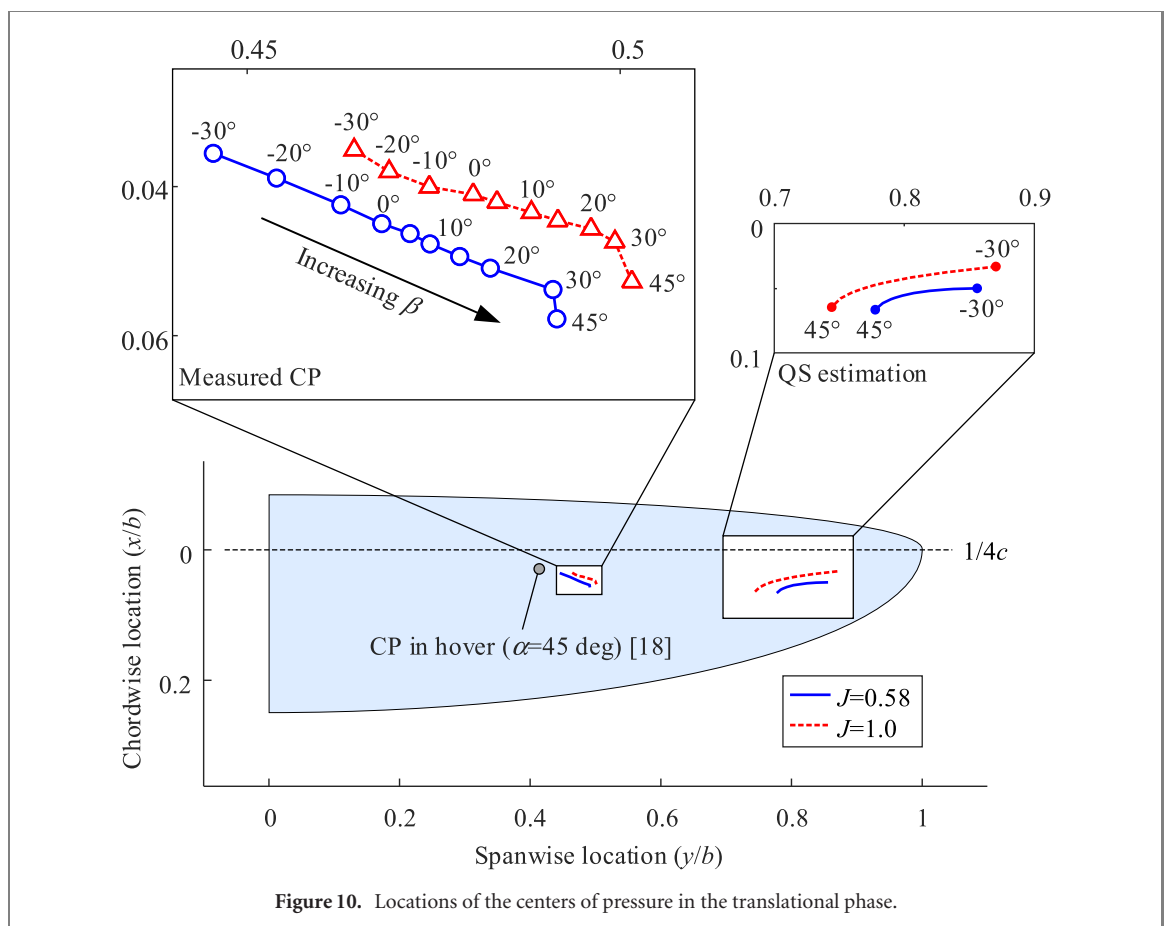 0.45 0.5
-30° -20° -10° 0° 10° 20° 30° 45°
-30° -20° -10° 0° 10° 20° 30° 45°
0.04
0.06
Increasing β
Measured CP
0.7 0.8 0.9
0
0.1
-30°
-30°
45° 45°
QS estimation
Chordwise location (x/b)
0
0.2
1/4c
CP in hover (α=45 deg) [18]
J=0.58
J=1.0
0 0.2 0.4 0.6 0.8 1
Spanwise location (y/b)
Figure 10. Locations of the centers of pressure in the translational phase.